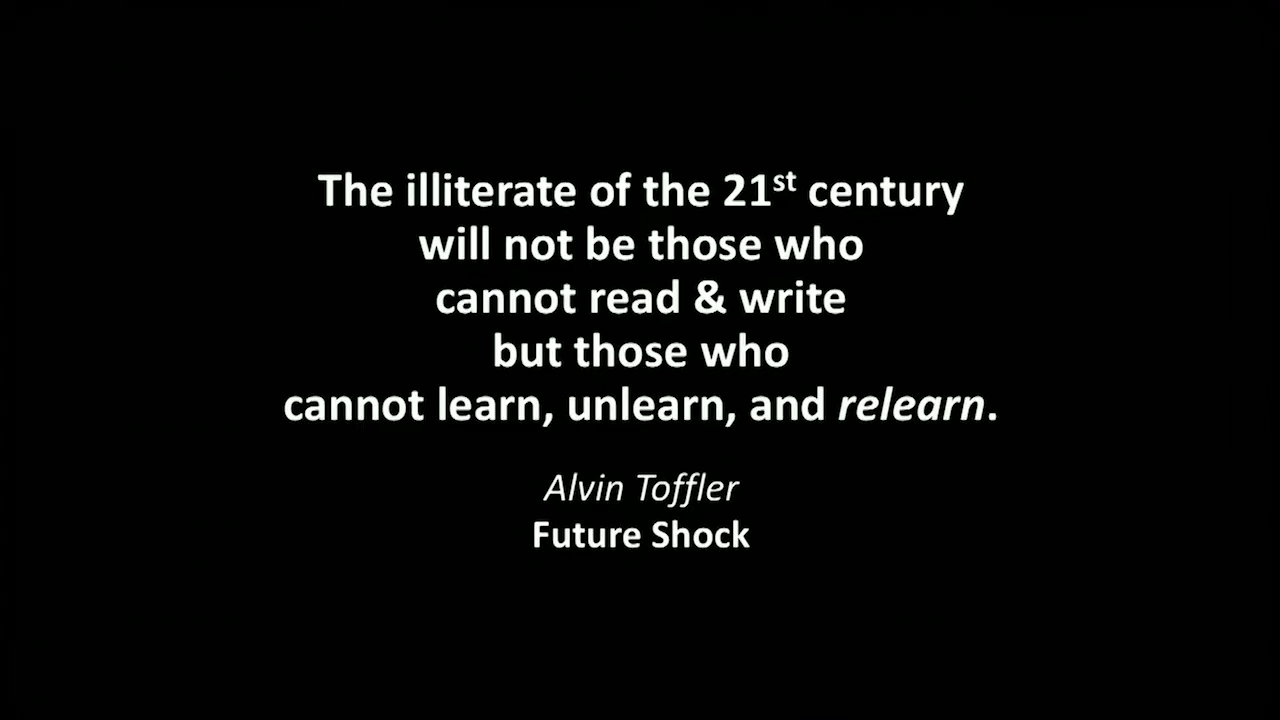 The illiterate of the 21st century
will not be those who
cannot read & write
but those who
cannot learn, unlearn, and relearn.
Alvin Toffler
Future Shock